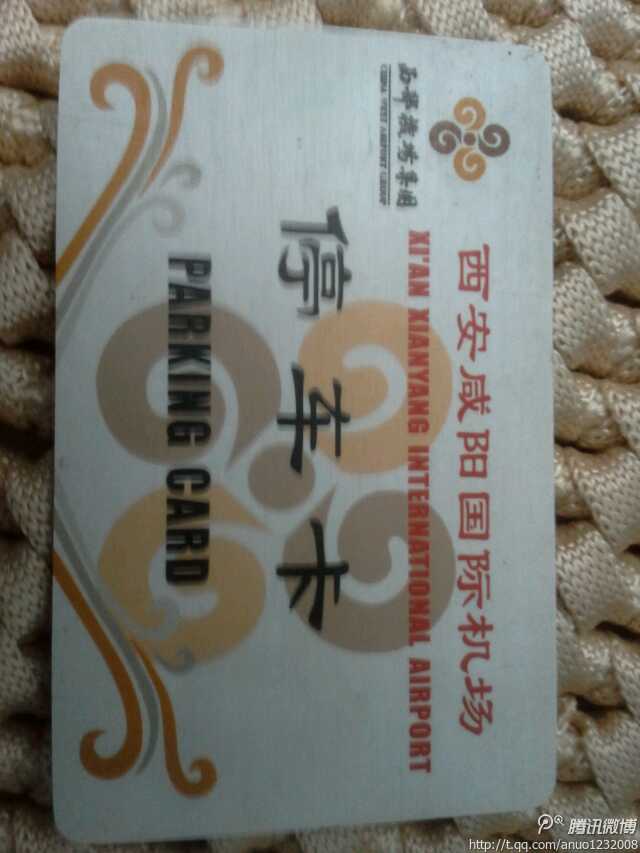 西部机场集团
CHINA WEST AIRPORT GROUP
西安咸阳国际机场
XI'AN XIANYANG INTERNATIONAL AIRPORT
停车卡
PARKING CARD
腾讯微博
http://t.qq.com/anuo1232008